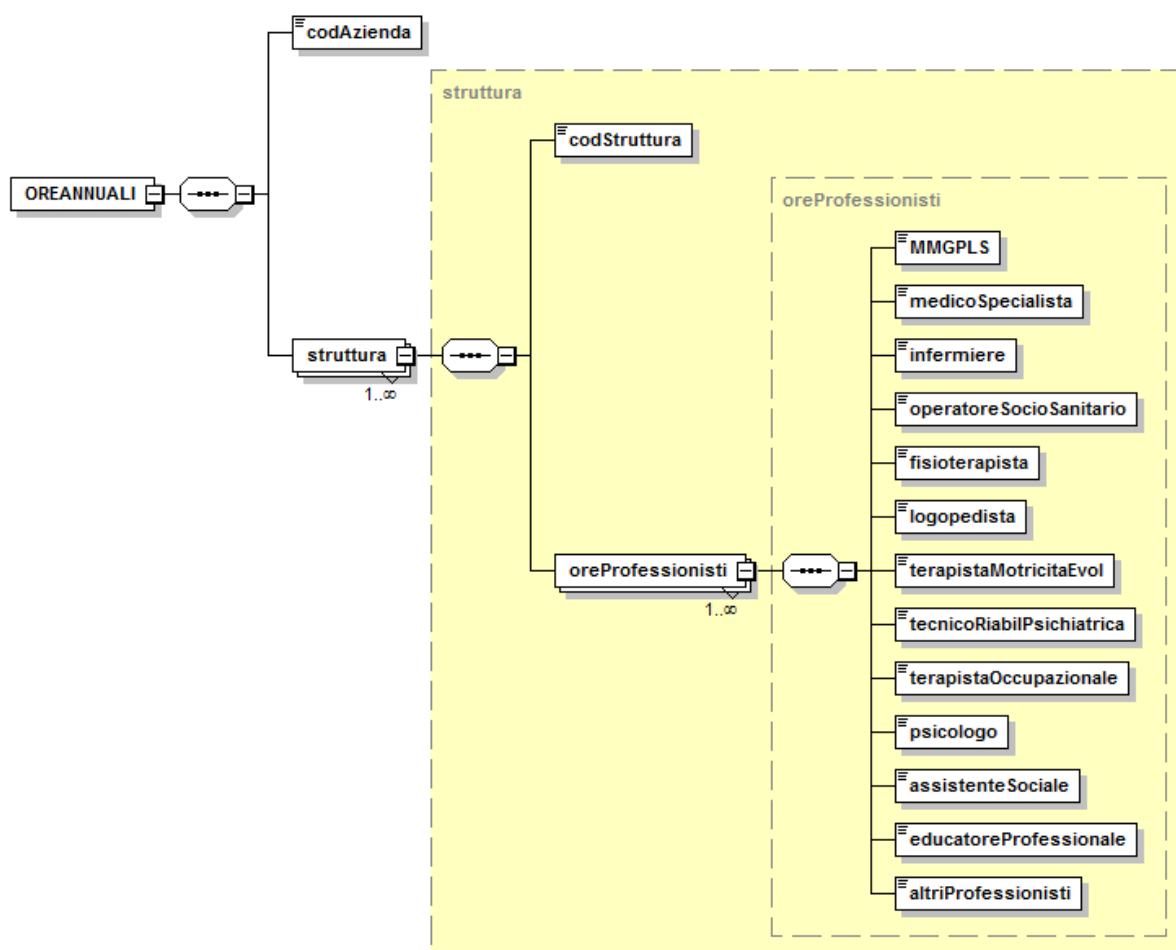 codAzienda
struttura
codStruttura
OREANNUALI
oreProfessionisti
MMGPLS
medicoSpecialista
infermiere
struttura
1..∞
operatoreSocioSanitario
fisioterapista
logopedista
oreProfessionisti
1..∞
terapistaMotricitaEvol
tecnicoRiabilPsichiatrica
terapistaOccupazionale
psicologo
assistenteSociale
educatoreProfessionale
altriProfessionisti